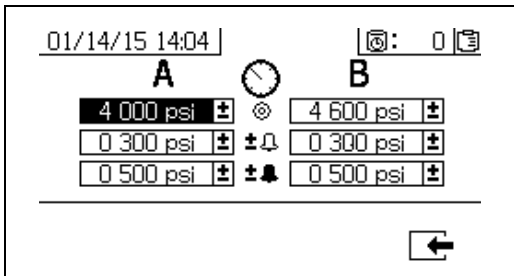 01/14/15 14:04 : 0
A B
4 000 psi ± 4 600 psi ±
0 300 psi ± ± 0 300 psi ±
0 500 psi ± ± 0 500 psi ±